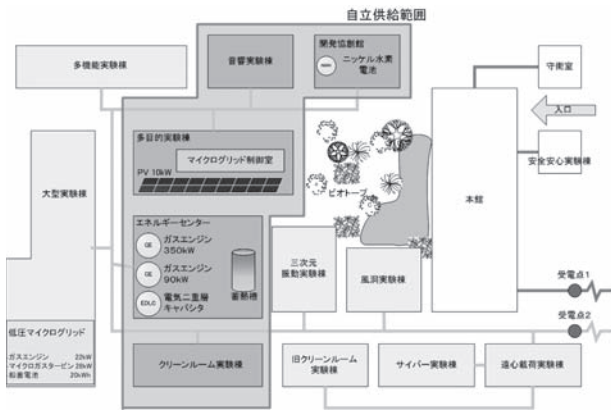 自立供給範囲
多機能実験棟
音響実験棟
開発協創館
ニッケル水素
電池
守衛室
入口
安全安心実験棟
大型実験棟
多目的実験棟
マイクログリッド制御室
PV 10kW
ビオトープ
本館
エネルギーセンター
GE
ガスエンジン
350kW
GE
ガスエンジン
90kW
EDLC
電気二重層
キャパシタ
蓄熱槽
三次元
振動実験棟
風洞実験棟
受電点1
受電点2
低圧マイクログリッド
ガスエンジン 22kW
マイクロガスタービン 28kW
鉛蓄電池 20kWh
クリーンルーム実験棟
旧クリーンルーム
実験棟
サイバー実験棟
遠心載荷実験棟